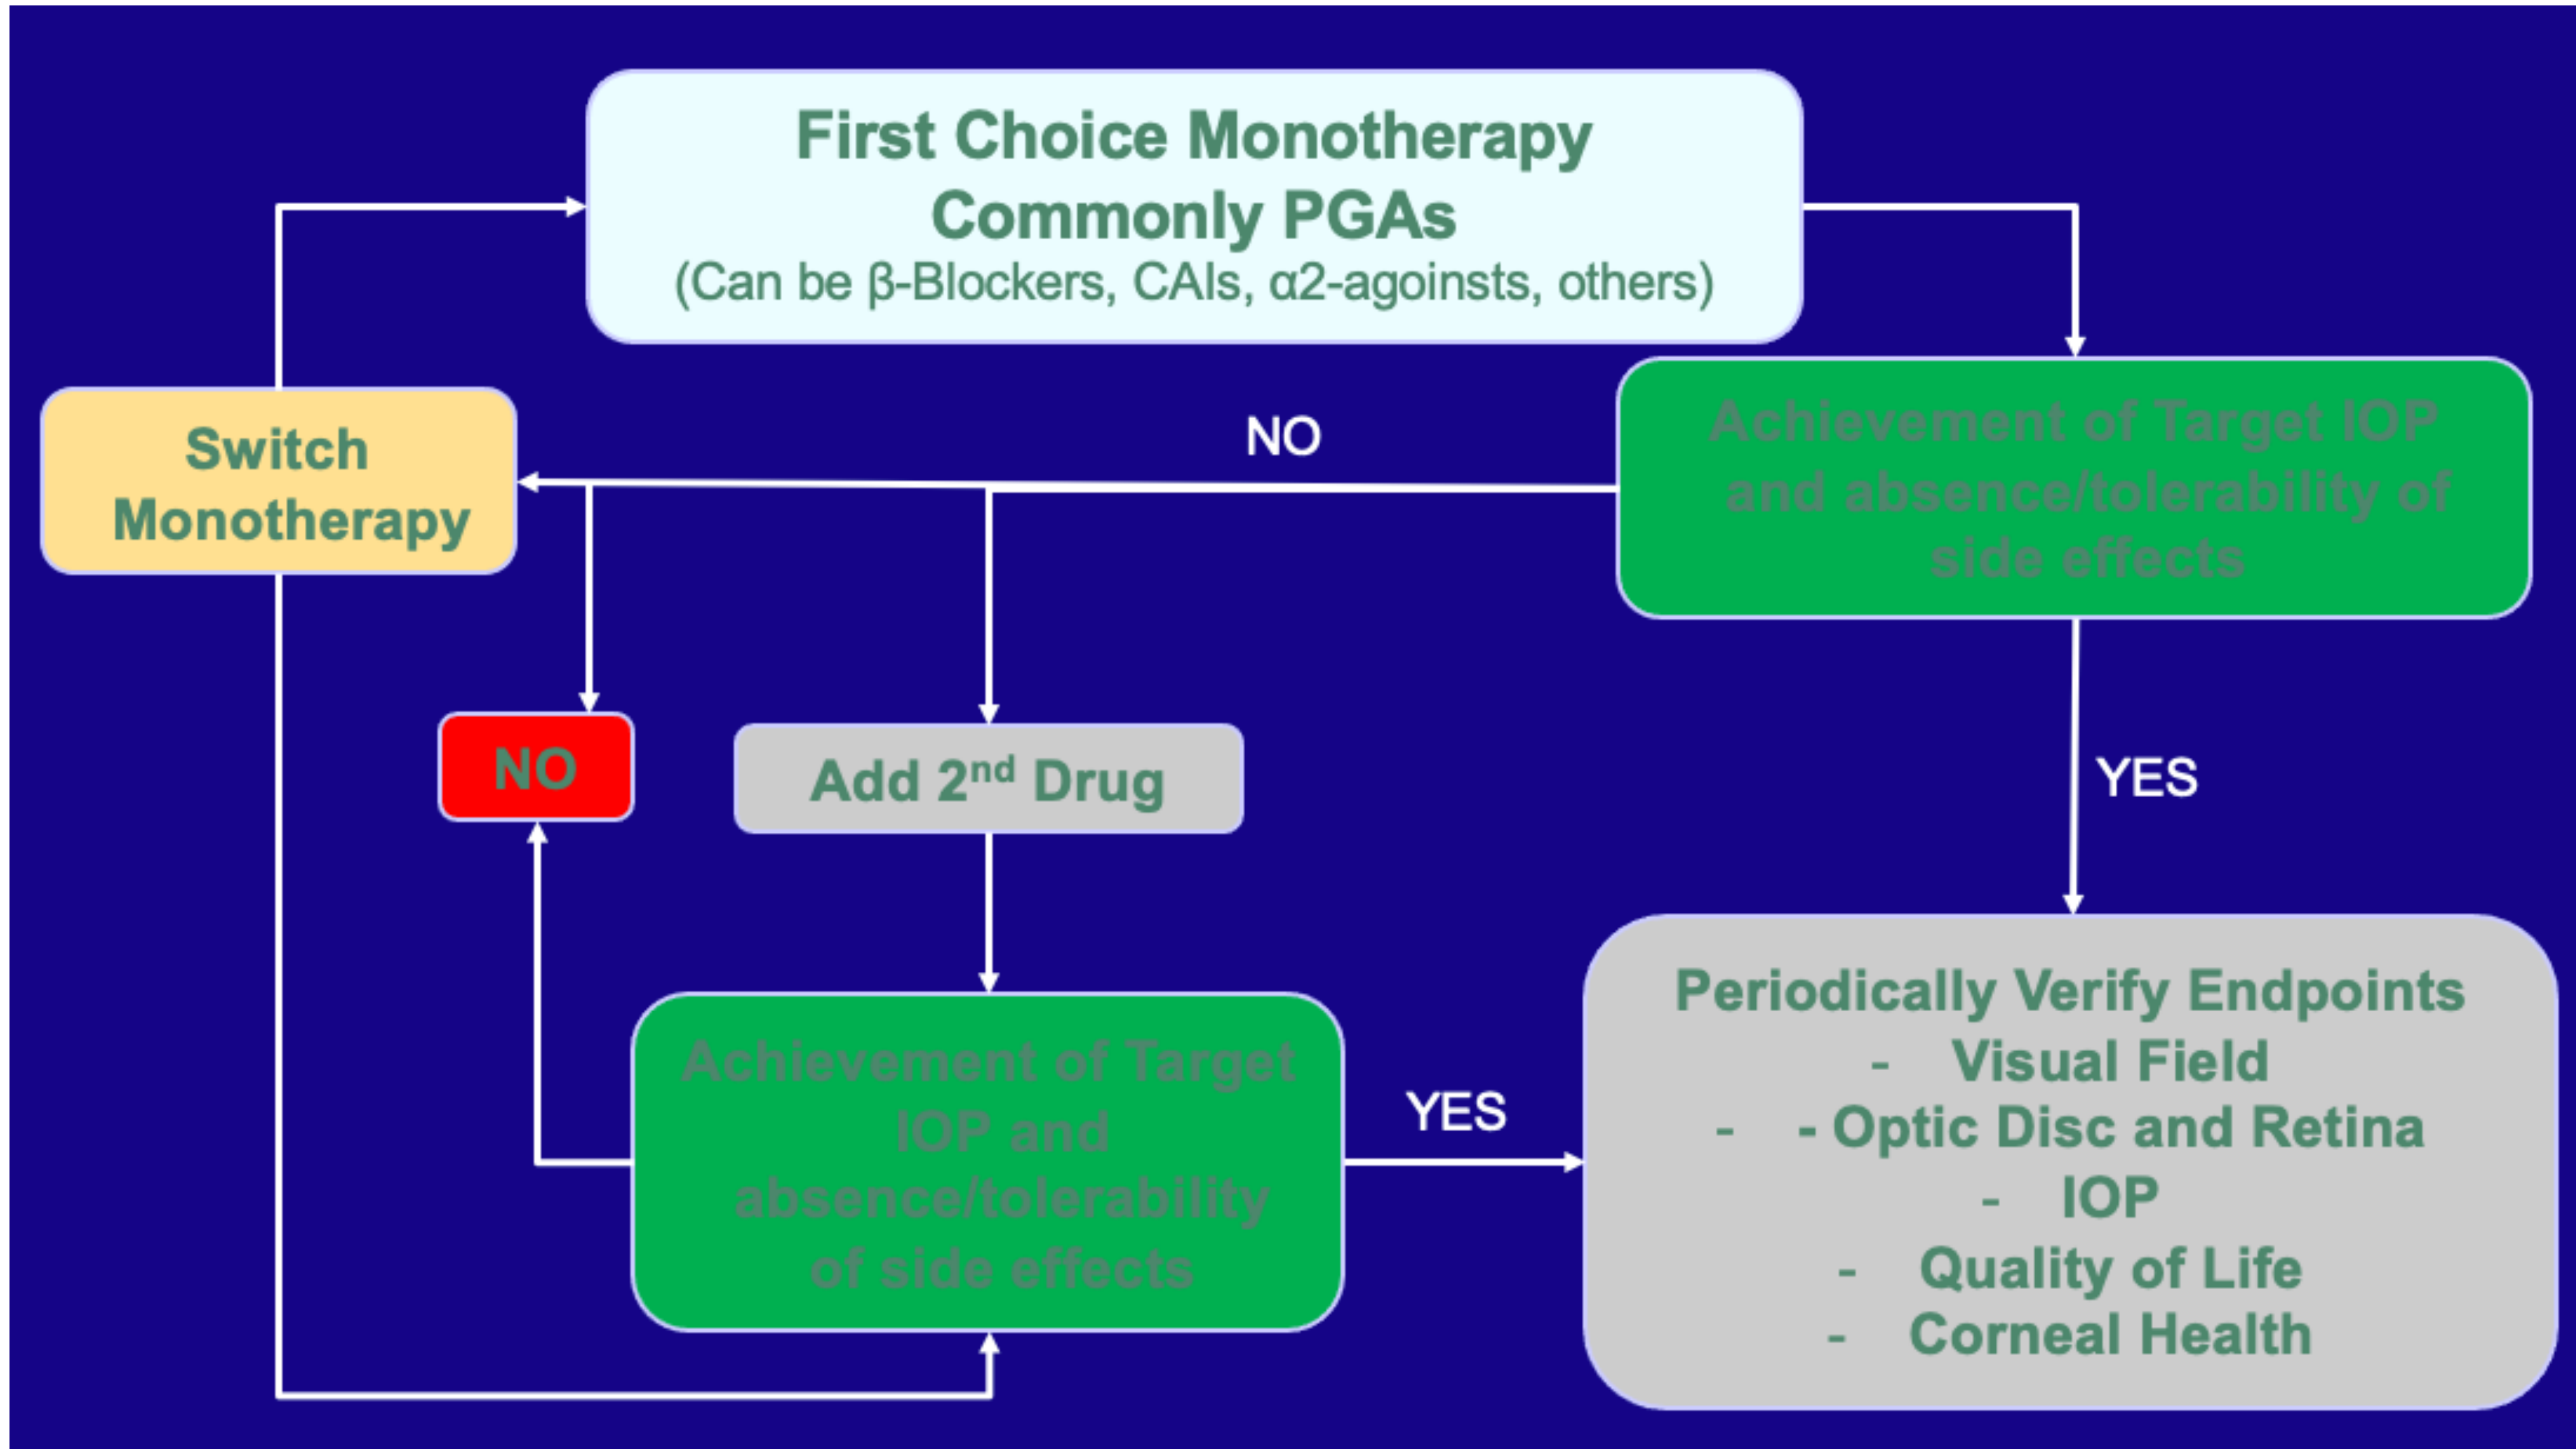 First Choice Monotherapy
Commonly PGAs
(Can be β-Blockers, CAIs, α2-agoinsts, others)
Achievement of Target IOP
and absence/tolerability of
side effects
NO
Switch
Monotherapy
NO
Add 2nd Drug
YES
Achievement of Target
IOP and
absence/tolerability
of side effects
YES
Periodically Verify Endpoints
- Visual Field
- - Optic Disc and Retina
- IOP
- Quality of Life
- Corneal Health